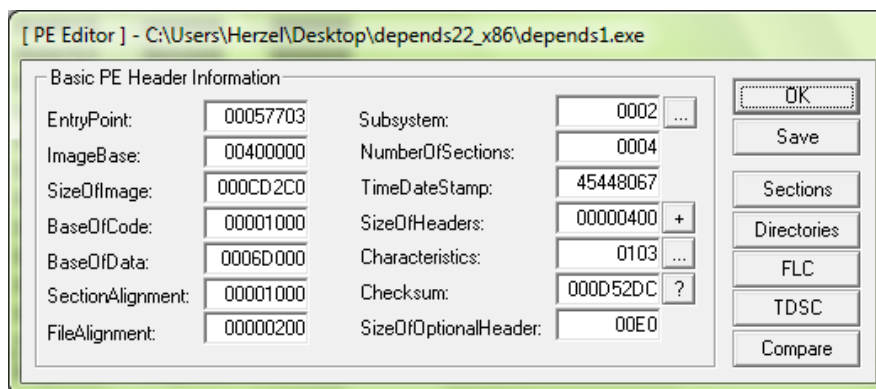 [ PE Editor ] - C:\Users\Herzel\Desktop\depends22_x86\depends1.exe
Basic PE Header Information
EntryPoint: 00057703
ImageBase: 00400000
SizeOfImage: 000CD2C0
BaseOfCode: 00001000
BaseOfData: 0006D000
SectionAlignment: 00001000
FileAlignment: 00000200
Subsystem: 0002 ...
NumberOfSections: 0004
TimeDateStamp: 45448067
SizeOfHeaders: 00000400 +
Characteristics: 0103 ...
Checksum: 000D52DC ?
SizeOfOptionalHeader: 00E0
OK
Save
Sections
Directories
FLC
TDSC
Compare